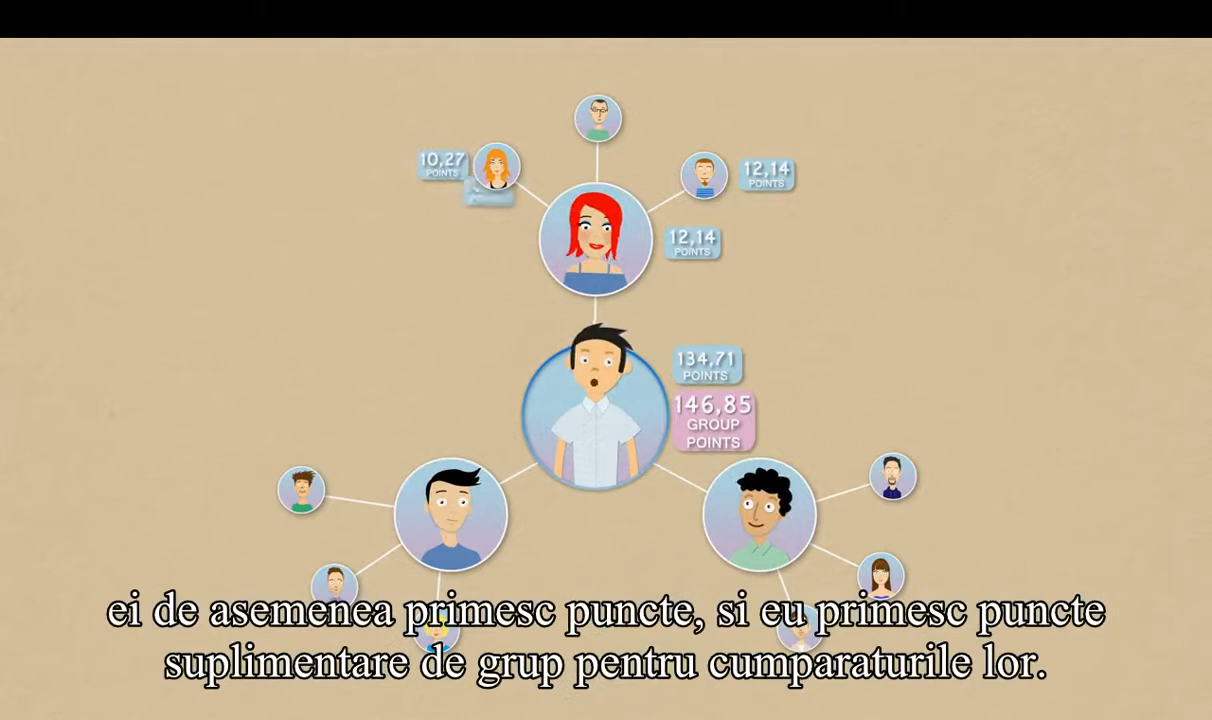 10,27
POINTS
12,14
POINTS
12,14
POINTS
134,71
POINTS
146,85
GROUP
POINTS
ei de asemenea primesc puncte, si eu primesc puncte
suplimentare de grup pentru cumparaturile lor.